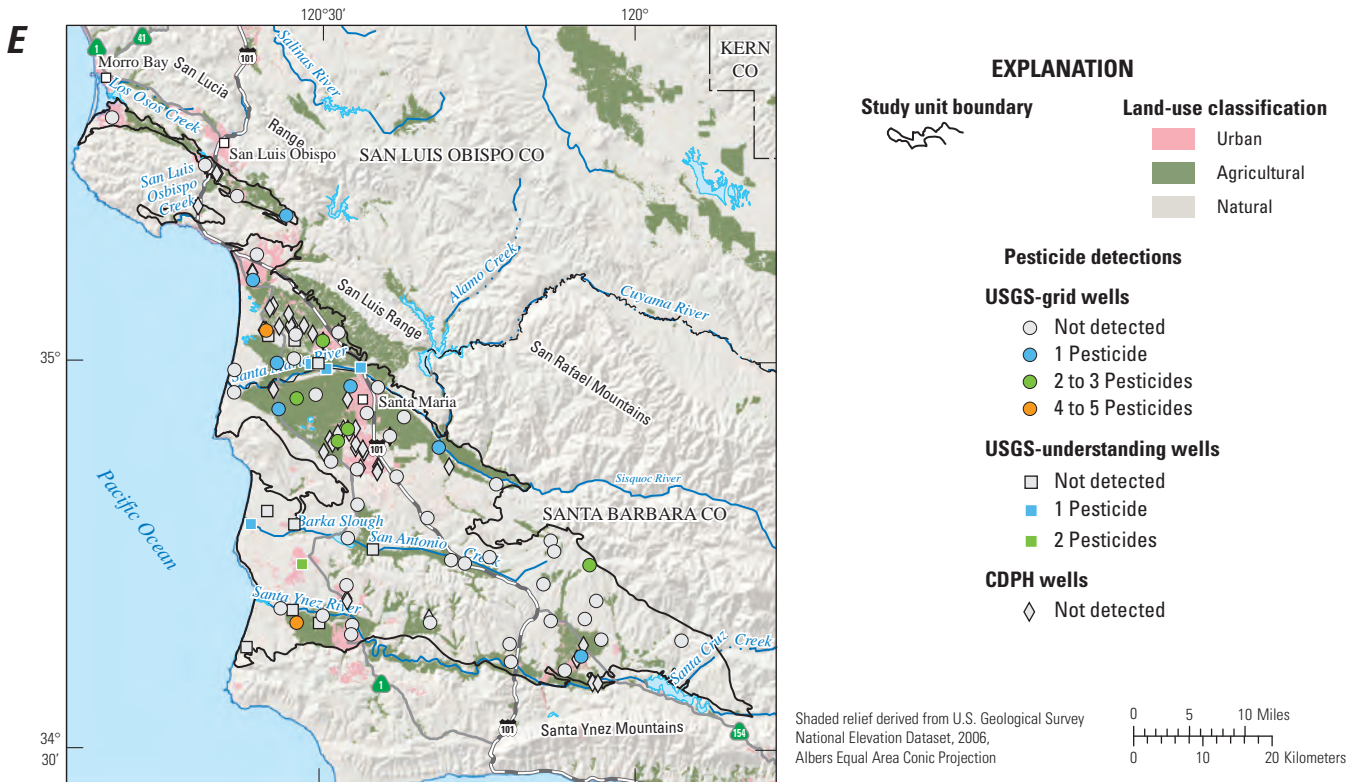 E
120°30'
120°
1
41
101
KERN
CO
Morro Bay
San Lucia
Range
Salinas River
Los Osos Creek
San Luis Obispo
SAN LUIS OBISPO CO
San Luis
Osbispo
Creek
Alamo Creek
Cuyama River
San Luis Range
San Rafael Mountains
35°
Santa Maria River
Santa Maria
101
Sisquoc River
Pacific Ocean
SANTA BARBARA CO
Barka Slough
San Antonio
Creek
Santa Ynez River
Santa Cruz
Creek
1
101
Santa Ynez Mountains
154
34°
30'
EXPLANATION
Study unit boundary
Land-use classification
Urban
Agricultural
Natural
Pesticide detections
USGS-grid wells
Not detected
1 Pesticide
2 to 3 Pesticides
4 to 5 Pesticides
USGS-understanding wells
Not detected
1 Pesticide
2 Pesticides
CDPH wells
Not detected
Shaded relief derived from U.S. Geological Survey
National Elevation Dataset, 2006,
Albers Equal Area Conic Projection
0 5 10 Miles
0 10 20 Kilometers